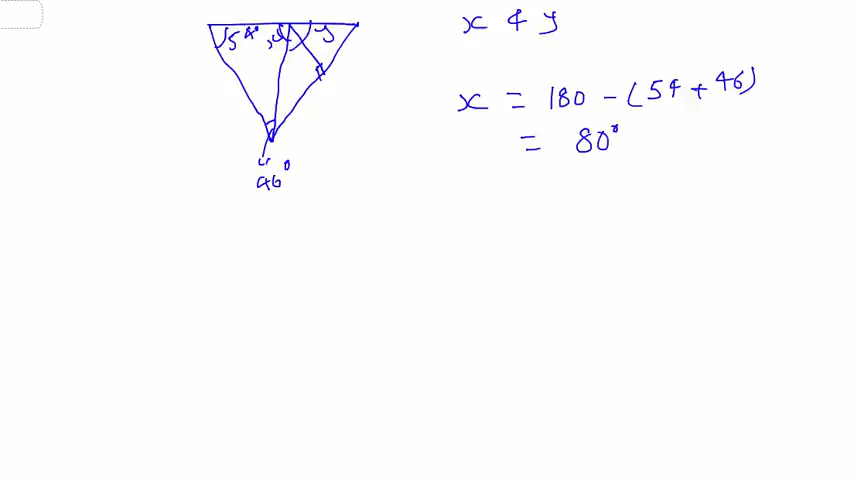 x & y
54° x y
x = 180 - (54 + 46)
= 80°
46°